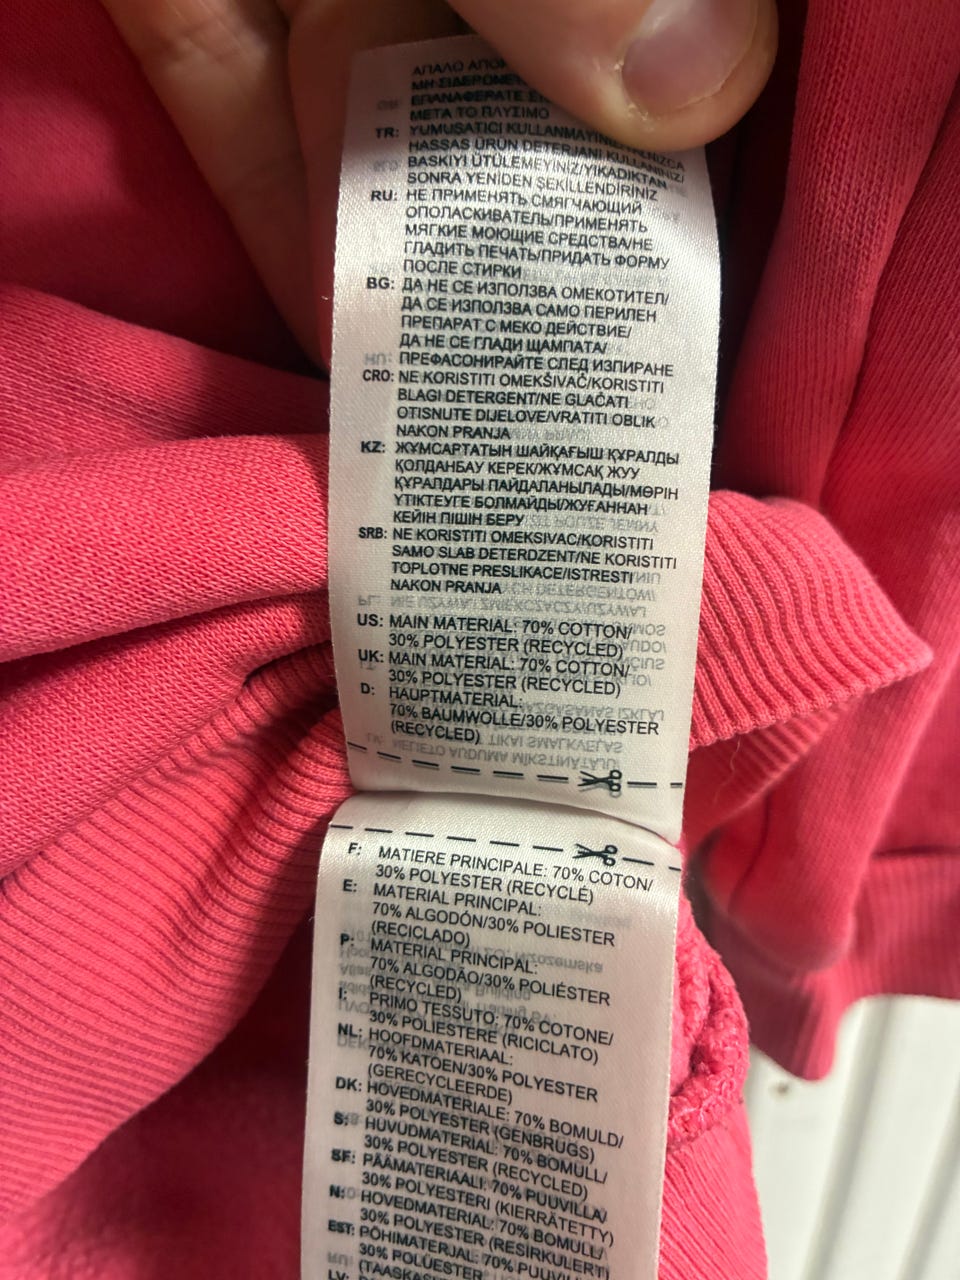 ΑΠΑΛΟ
ΜΗ ΣΙΔΕΡΩΝΕ
ΕΠΑΝΑΦΕΡΑΤΕ
ΜΕΤΑ ΤΟ ΠΛΥΣΙΜΟ
TR: YUMUŞATICI KULLANMAYINIZ/YALNIZCA
HASSAS ÜRÜN DETERJANI KULLANINIZ/
BASKIYI ÜTÜLEMEYİNİZ/YIKADIKTAN
SONRA YENİDEN ŞEKİLLENDİRİNİZ
RU: НЕ ПРИМЕНЯТЬ СМЯГЧАЮЩИЙ
ОПОЛАСКИВАТЕЛЬ/ПРИМЕНЯТЬ
МЯГКИЕ МОЮЩИЕ СРЕДСТВА/НЕ
ГЛАДИТЬ ПЕЧАТЬ/ПРИДАТЬ ФОРМУ
ПОСЛЕ СТИРКИ
BG: ДА НЕ СЕ ИЗПОЛЗВА ОМЕКОТИТЕЛ/
ДА СЕ ИЗПОЛЗВА САМО ПЕРИЛЕН
ПРЕПАРАТ С МЕКО ДЕЙСТВИЕ/
ДА НЕ СЕ ГЛАДИ ЩАМПАТА/
ПРЕФАСОНИРАЙТЕ СЛЕД ИЗПИРАНЕ
CRO: NE KORISTITI OMEKŠIVAČ/KORISTITI
BLAGI DETERGENT/NE GLAČATI
OTISNUTE DIJELOVE/VRATITI OBLIK
NAKON PRANJA
KZ: ЖҰМСАРТАТЫН ШАЙҚАҒЫШ ҚҰРАЛДЫ
ҚОЛДАНБАУ КЕРЕК/ЖҰМСАҚ ЖУУ
ҚҰРАЛДАРЫ ПАЙДАЛАНЫЛАДЫ/МӨРІН
ҮТІКТЕУГЕ БОЛМАЙДЫ/ЖУҒАННАН
КЕЙІН ПІШІН БЕРУ
SRB: NE KORISTITI OMEKSIVAC/KORISTITI
SAMO SLAB DETERDZENT/NE KORISTITI
TOPLOTNE PRESLIKACE/ISTRESTI
NAKON PRANJA
US: MAIN MATERIAL: 70% COTTON/
30% POLYESTER (RECYCLED)
UK: MAIN MATERIAL: 70% COTTON/
30% POLYESTER (RECYCLED)
D: HAUPTMATERIAL:
70% BAUMWOLLE/30% POLYESTER
(RECYCLED)
F: MATIERE PRINCIPALE: 70% COTON/
30% POLYESTER (RECYCLÉ)
E: MATERIAL PRINCIPAL:
70% ALGODÓN/30% POLIESTER
(RECICLADO)
P: MATERIAL PRINCIPAL:
70% ALGODÃO/30% POLIÉSTER
(RECYCLED)
I: PRIMO TESSUTO: 70% COTONE/
30% POLIESTERE (RICICLATO)
NL: HOOFDMATERIAAL:
70% KATOEN/30% POLYESTER
(GERECYCLEERDE)
DK: HOVEDMATERIALE: 70% BOMULD/
30% POLYESTER (GENBRUGS)
S: HUVUDMATERIAL: 70% BOMULL/
30% POLYESTER (RECYCLED)
SF: PÄÄMATERIAALI: 70% PUUVILLA/
30% POLYESTERI (KIERRÄTETTY)
N: HOVEDMATERIAL: 70% BOMULL/
30% POLYESTER (RESIRKULERT)
EST: PÕHIMATERJAL: 70% PUUVILL/
30% POLÜESTER
LV: